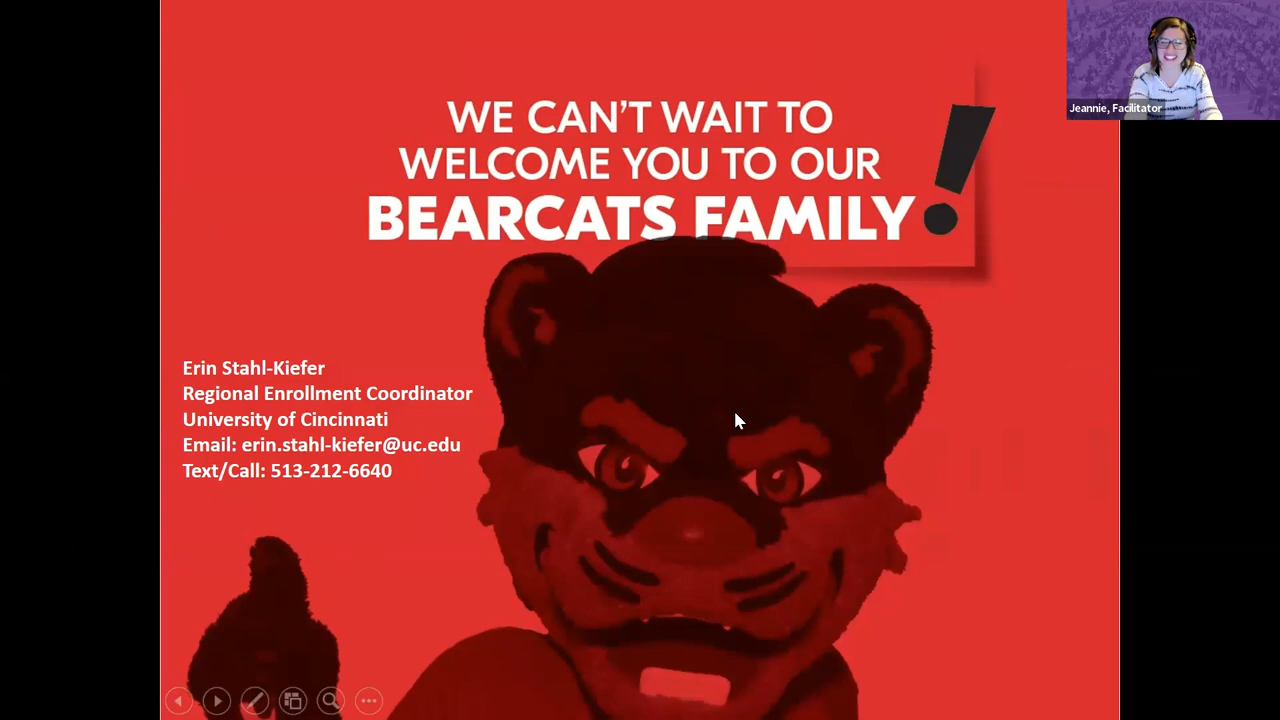 WE CAN'T WAIT TO
WELCOME YOU TO OUR
BEARCATS FAMILY!
Jeannie, Facilitator
Erin Stahl-Kiefer
Regional Enrollment Coordinator
University of Cincinnati
Email: erin.stahl-kiefer@uc.edu
Text/Call: 513-212-6640